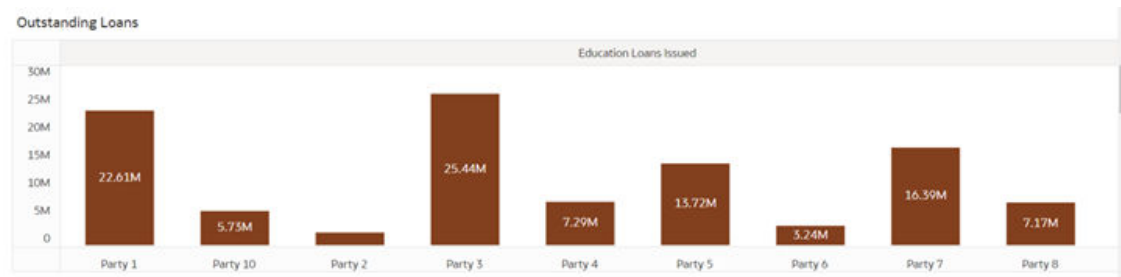 Outstanding Loans
Education Loans Issued
30M
25M
20M
15M
10M
5M
0
22.61M
5.73M
25.44M
7.29M
13.72M
3.24M
16.39M
7.17M
Party 1 Party 10 Party 2 Party 3 Party 4 Party 5 Party 6 Party 7 Party 8